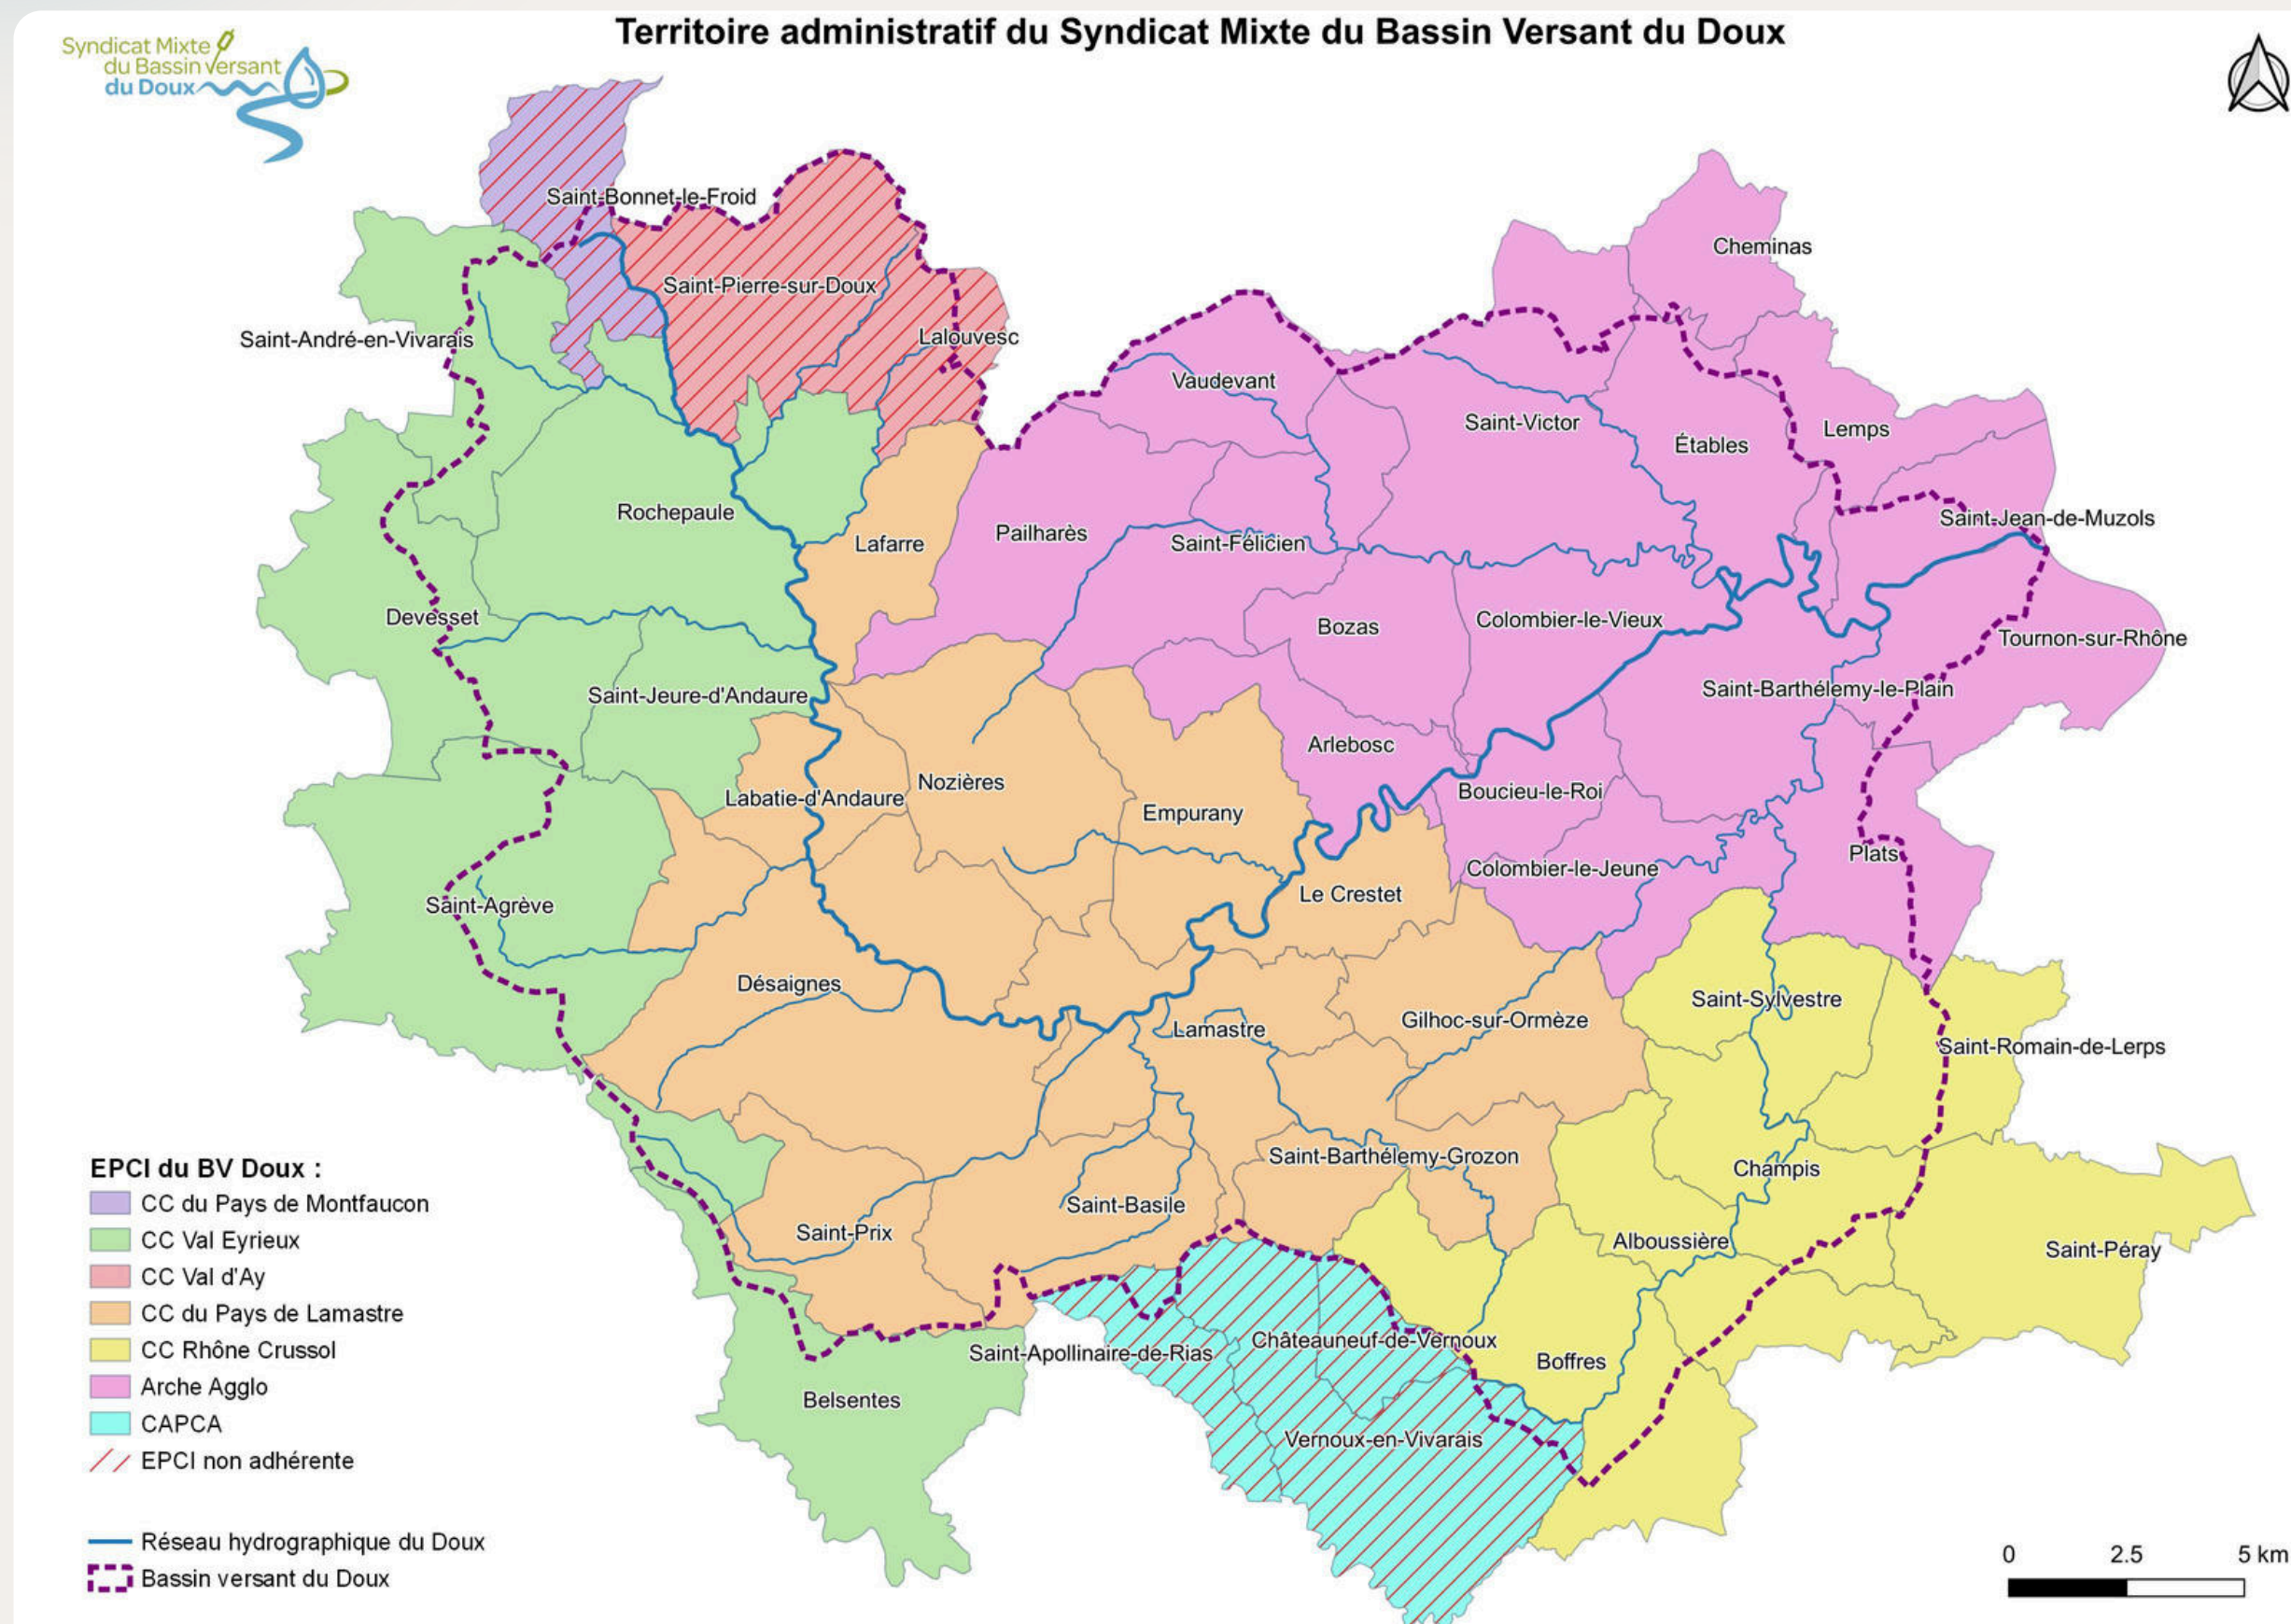 Territoire administratif du Syndicat Mixte du Bassin Versant du Doux
Syndicat Mixte
du Bassin versant
du Doux
Saint-Bonnet-le-Froid
Cheminas
Saint-Pierre-sur-Doux
Saint-André-en-Vivarais
Lalouvesc
Vaudevant
Saint-Victor
Lemps
Étables
Rochepaule
Saint-Jean-de-Muzols
Pailharès
Lafarre
Saint-Félicien
Devesset
Colombier-le-Vieux
Bozas
Tournon-sur-Rhône
Saint-Jeure-d'Andaure
Saint-Barthélemy-le-Plain
Arlebosc
Nozières
Boucieu-le-Roi
Labatie-d'Andaure
Empurany
Plats
Colombier-le-Jeune
Le Crestet
Saint-Agrève
Désaignes
Saint-Sylvestre
Gilhoc-sur-Ormèze
Lamastre
Saint-Romain-de-Lerps
Saint-Barthélemy-Grozon
Champis
Saint-Basile
Saint-Prix
Alboussière
Saint-Péray
Châteauneuf-de-Vernoux
Saint-Apollinaire-de-Rias
Boffres
Belsentes
Vernoux-en-Vivarais
EPCI du BV Doux :
CC du Pays de Montfaucon
CC Val Eyrieux
CC Val d'Ay
CC du Pays de Lamastre
CC Rhône Crussol
Arche Agglo
CAPCA
EPCI non adhérente
Réseau hydrographique du Doux
Bassin versant du Doux
0 2.5 5 km